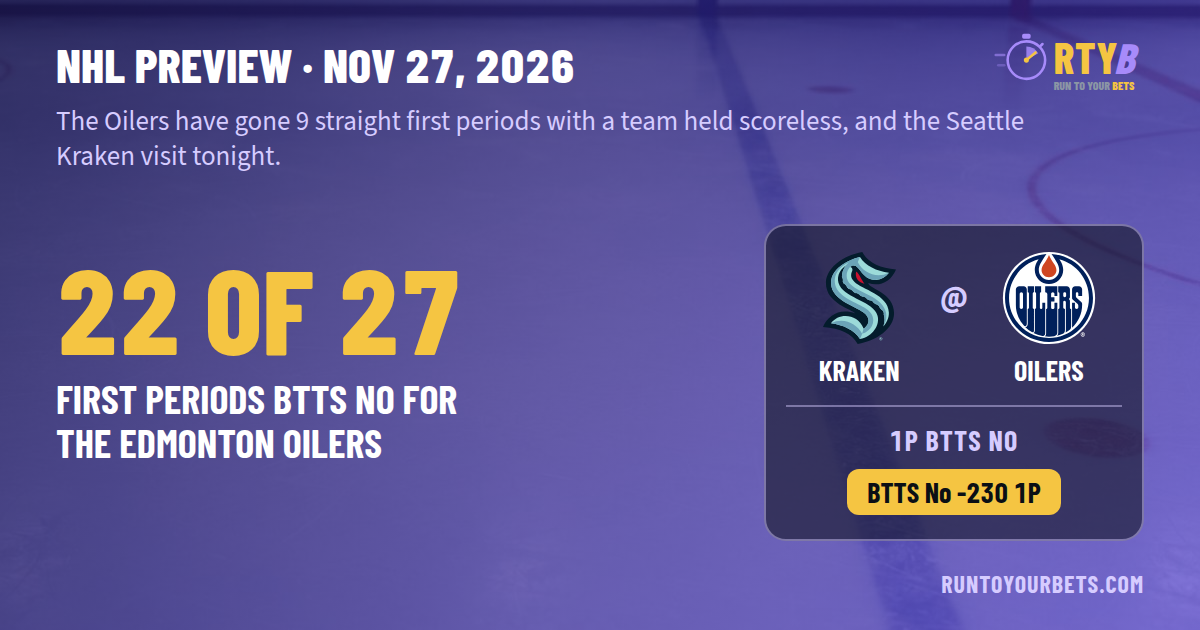 NHL PREVIEW · NOV 27, 2026
RTYB
RUN TO YOUR BETS
The Oilers have gone 9 straight first periods with a team held scoreless, and the Seattle
Kraken visit tonight.
22 OF 27
FIRST PERIODS BTTS NO FOR
THE EDMONTON OILERS
@
OILERS
KRAKEN
OILERS
1P BTTS NO
BTTS No -230 1P
RUNTOYOURBETS.COM